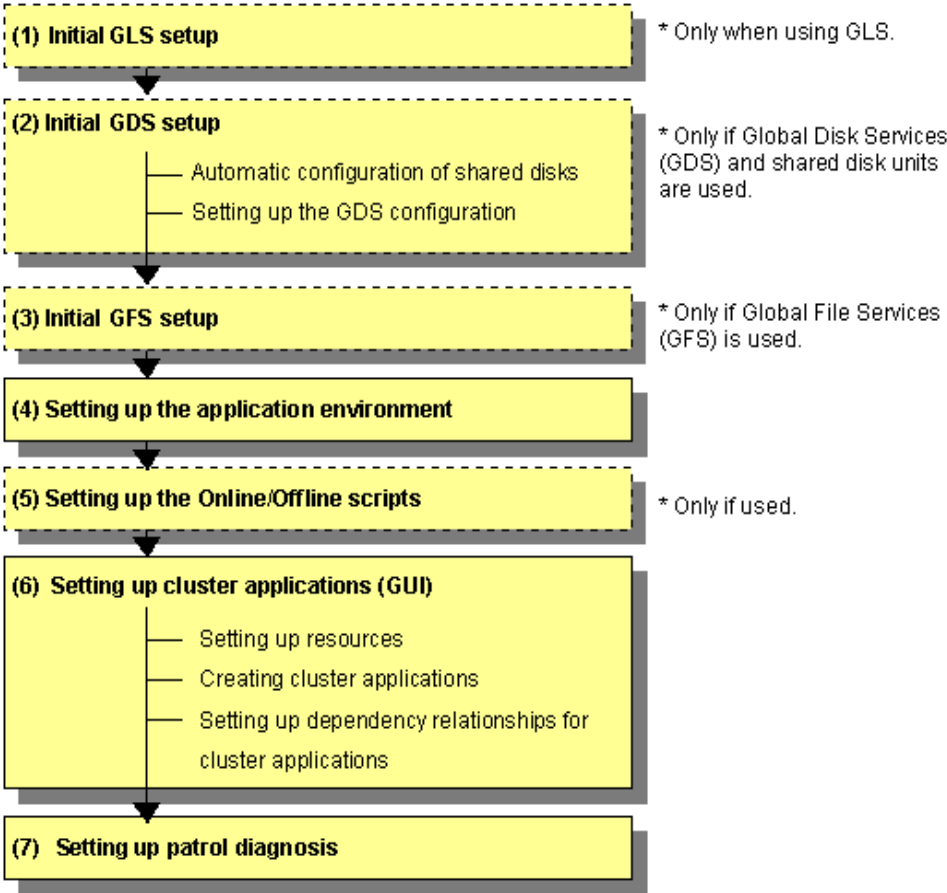 (1) Initial GLS setup
* Only when using GLS.
(2) Initial GDS setup
Automatic configuration of shared disks
Setting up the GDS configuration
* Only if Global Disk Services
(GDS) and shared disk units
are used.
(3) Initial GFS setup
* Only if Global File Services
(GFS) is used.
(4) Setting up the application environment
(5) Setting up the Online/Offline scripts
* Only if used.
(6) Setting up cluster applications (GUI)
Setting up resources
Creating cluster applications
Setting up dependency relationships for
cluster applications
(7) Setting up patrol diagnosis